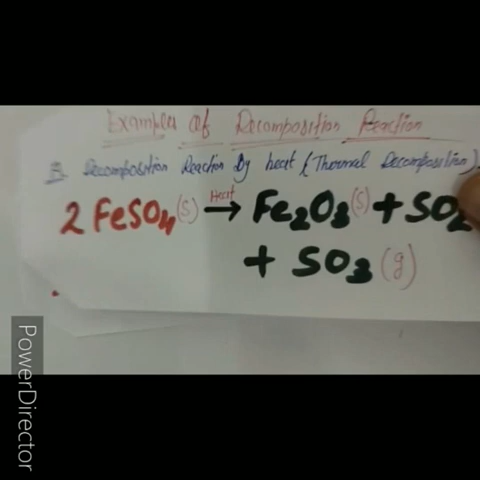 Examples of Decomposition Reaction
Decomposition Reaction By heat (Thermal Decomposition)
Heat
2 FeSO₄(s) → Fe₂O₃(s) + SO₂
+ SO₃ (g)
PowerDirector